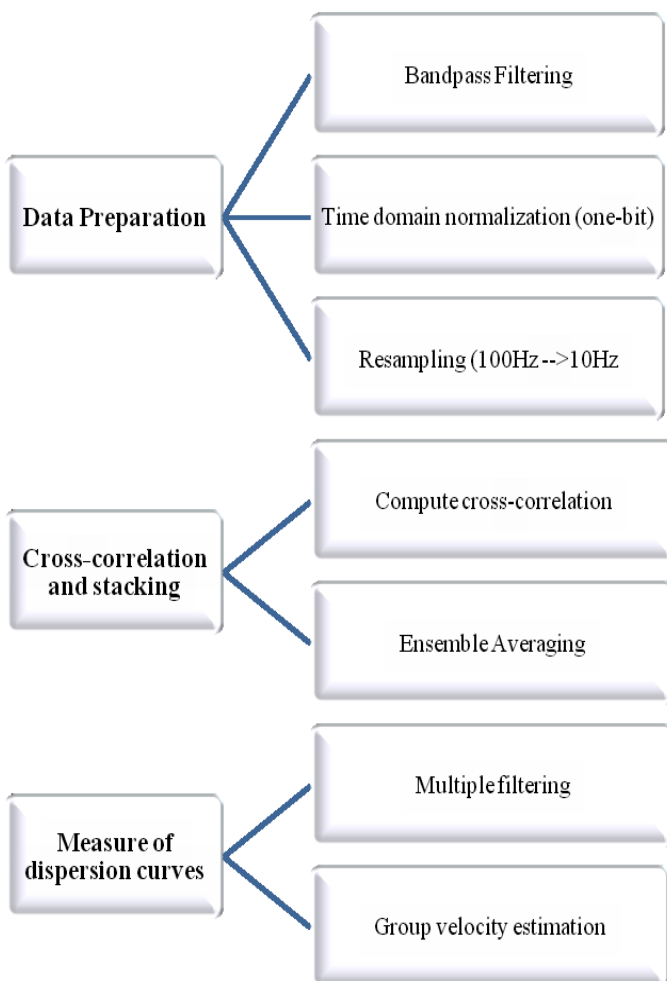 Bandpass Filtering
Data Preparation
Time domain normalization (one-bit)
Resampling (100Hz -->10Hz
Compute cross-correlation
Cross-correlation
and stacking
Ensemble Averaging
Multiple filtering
Measure of
dispersion curves
Group velocity estimation